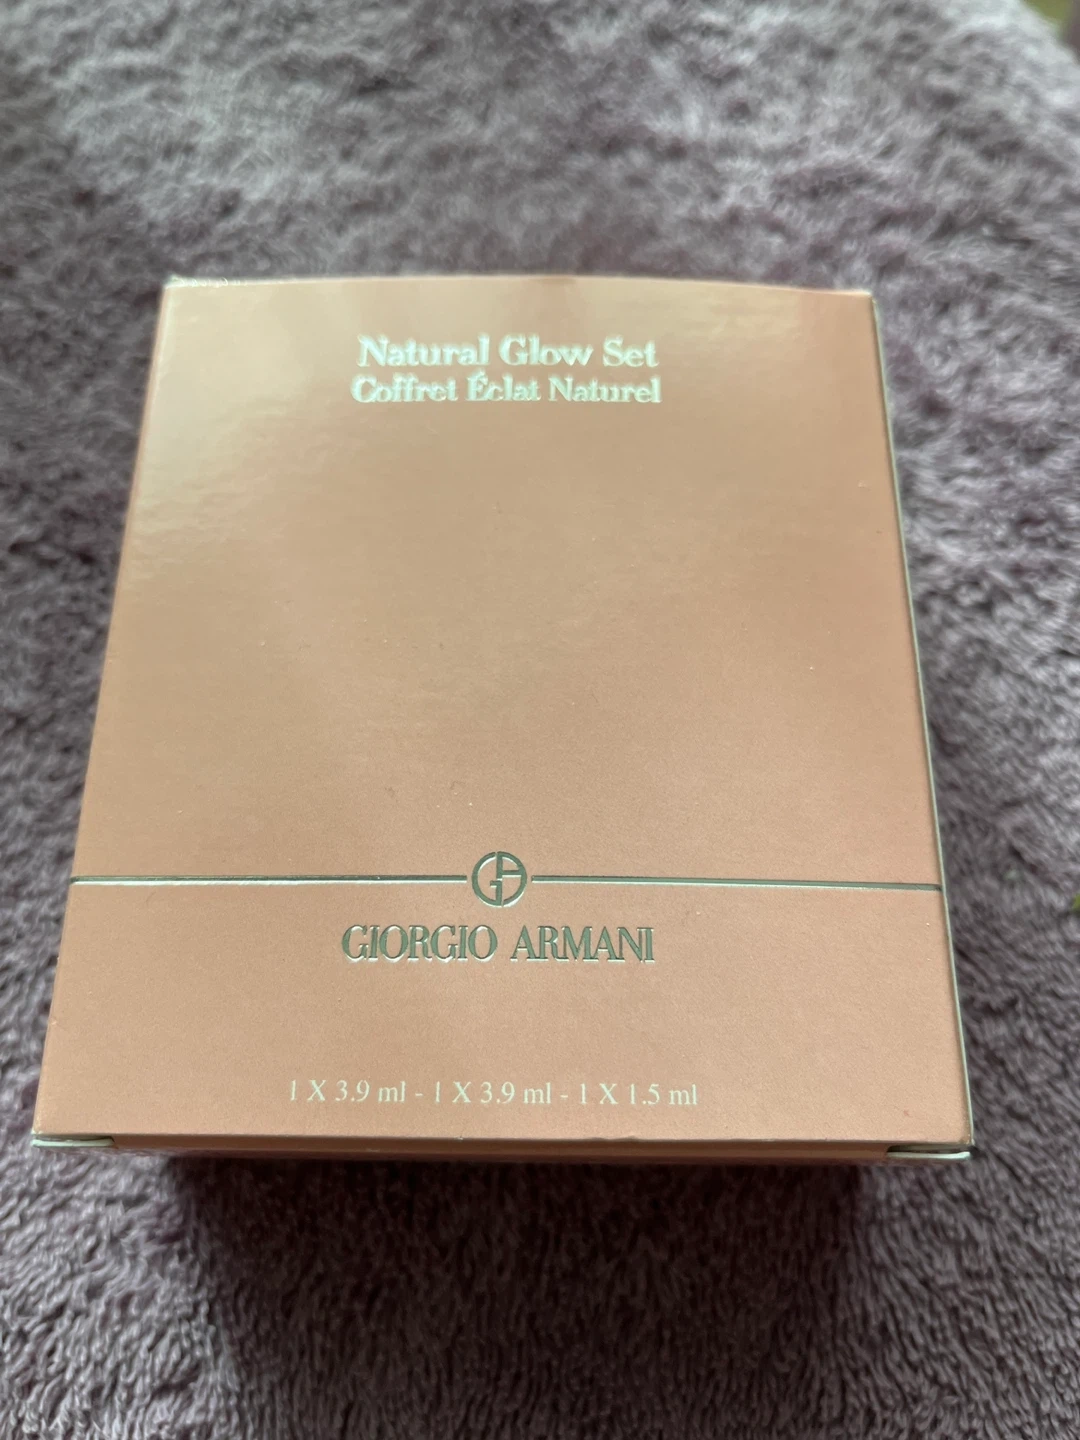 Natural Glow Set
Coffret Éclat Naturel
GA
GIORGIO ARMANI
1 X 3.9 ml - 1 X 3.9 ml - 1 X 1.5 ml